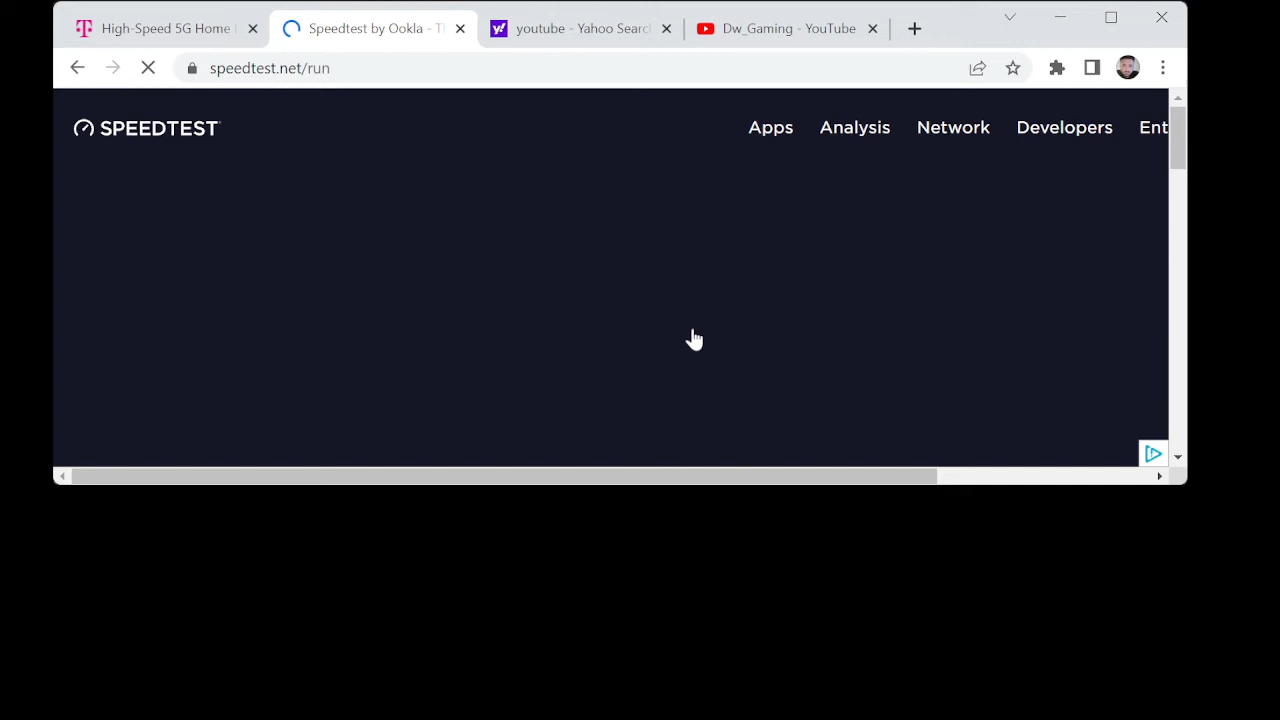 High-Speed 5G Home
Speedtest by Ookla - T
youtube - Yahoo Searc
Dw_Gaming - YouTube
speedtest.net/run
SPEEDTEST
Apps Analysis Network Developers Ent